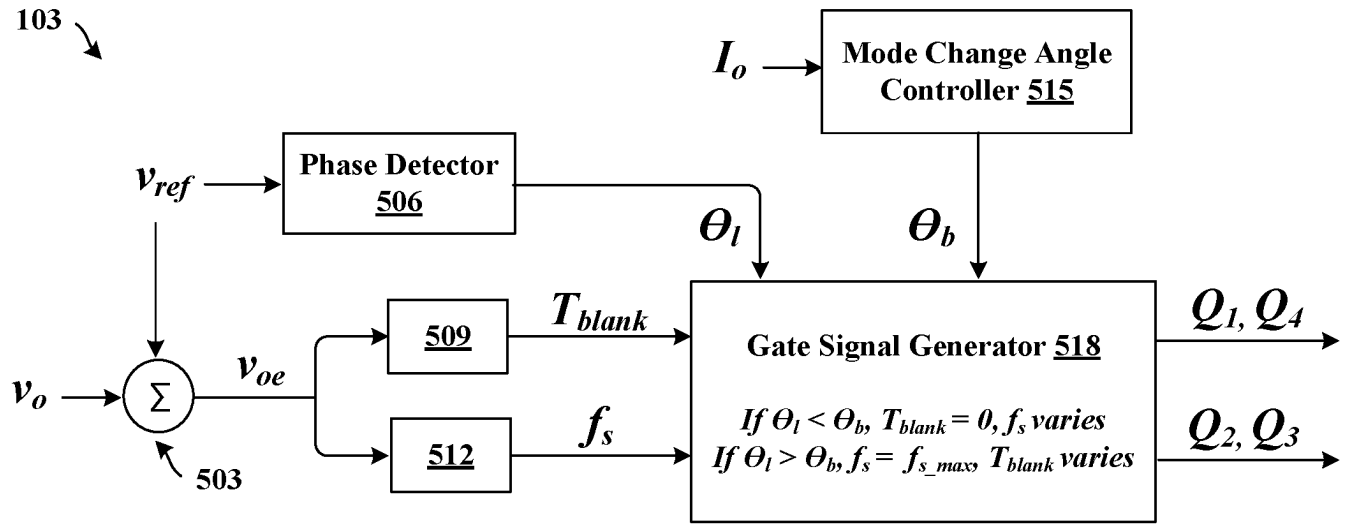 103
I_o
Mode Change Angle
Controller 515
v_ref
Phase Detector
506
Θ_l
Θ_b
v_o
Σ
503
v_oe
509
T_blank
512
f_s
Gate Signal Generator 518
If Θ_l < Θ_b, T_blank = 0, f_s varies
If Θ_l > Θ_b, f_s = f_s_max, T_blank varies
Q_1, Q_4
Q_2, Q_3